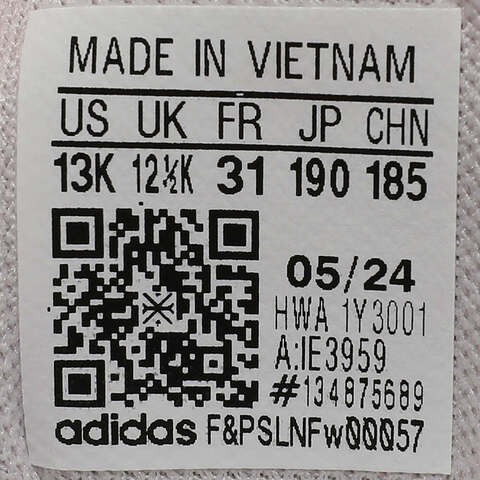 MADE IN VIETNAM
US UK FR JP CHN
13K 12½K 31 190 185
05/24
HWA 1Y3001
A:IE3959
#134875689
adidas F&PSLNFw00057